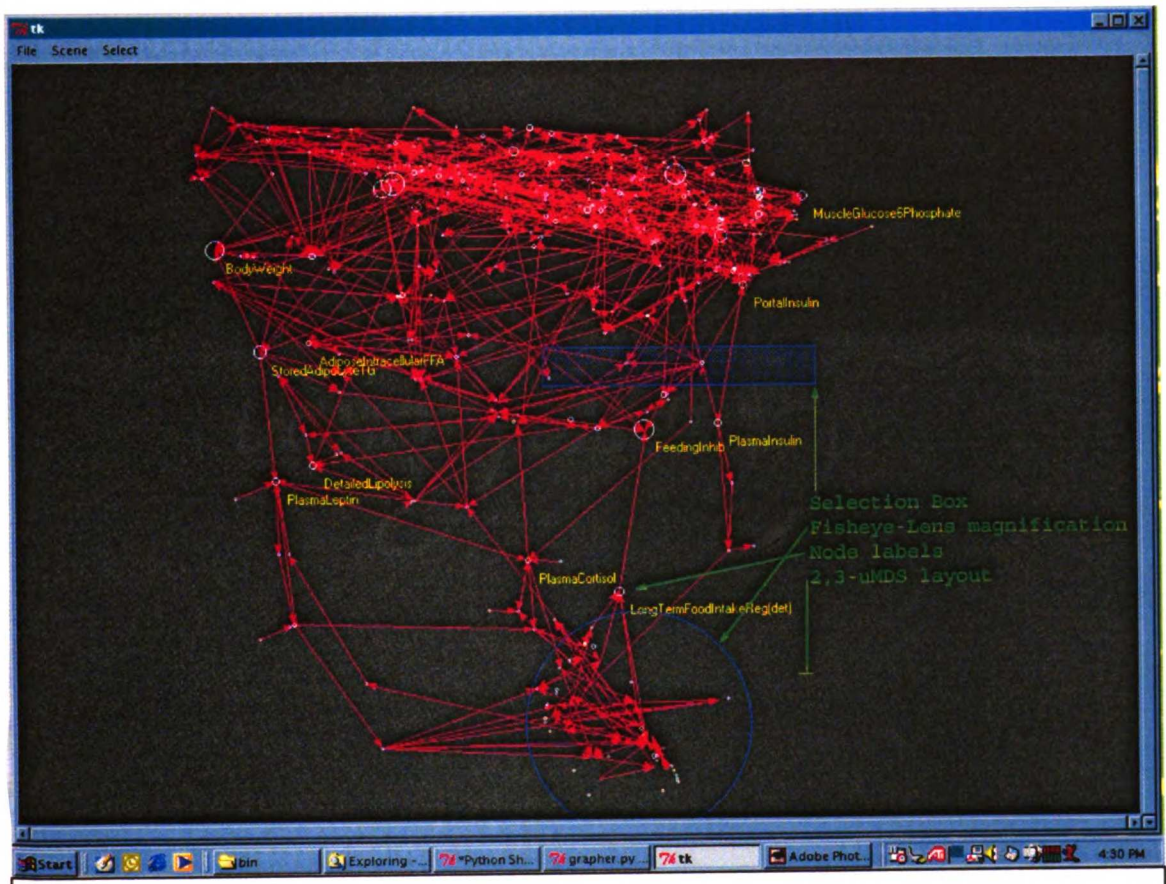 tk
File Scene Select
MuscleGlucose6Phosphate
BodyWeight
PortalInsulin
AdiposeIntracellularFFA
StoredAdipocyteTG
FeedingInhib
PlasmaInsulin
DetailedLipolysis
PlasmaLeptin
Selection Box
Fisheye-Lens magnification
Node labels
2,3-uMDS layout
PlasmaCortisol
LongTermFoodIntakeReg(det)
Start bin Exploring -... *Python Sh... grapher.py... tk Adobe Phot... 4:30 PM